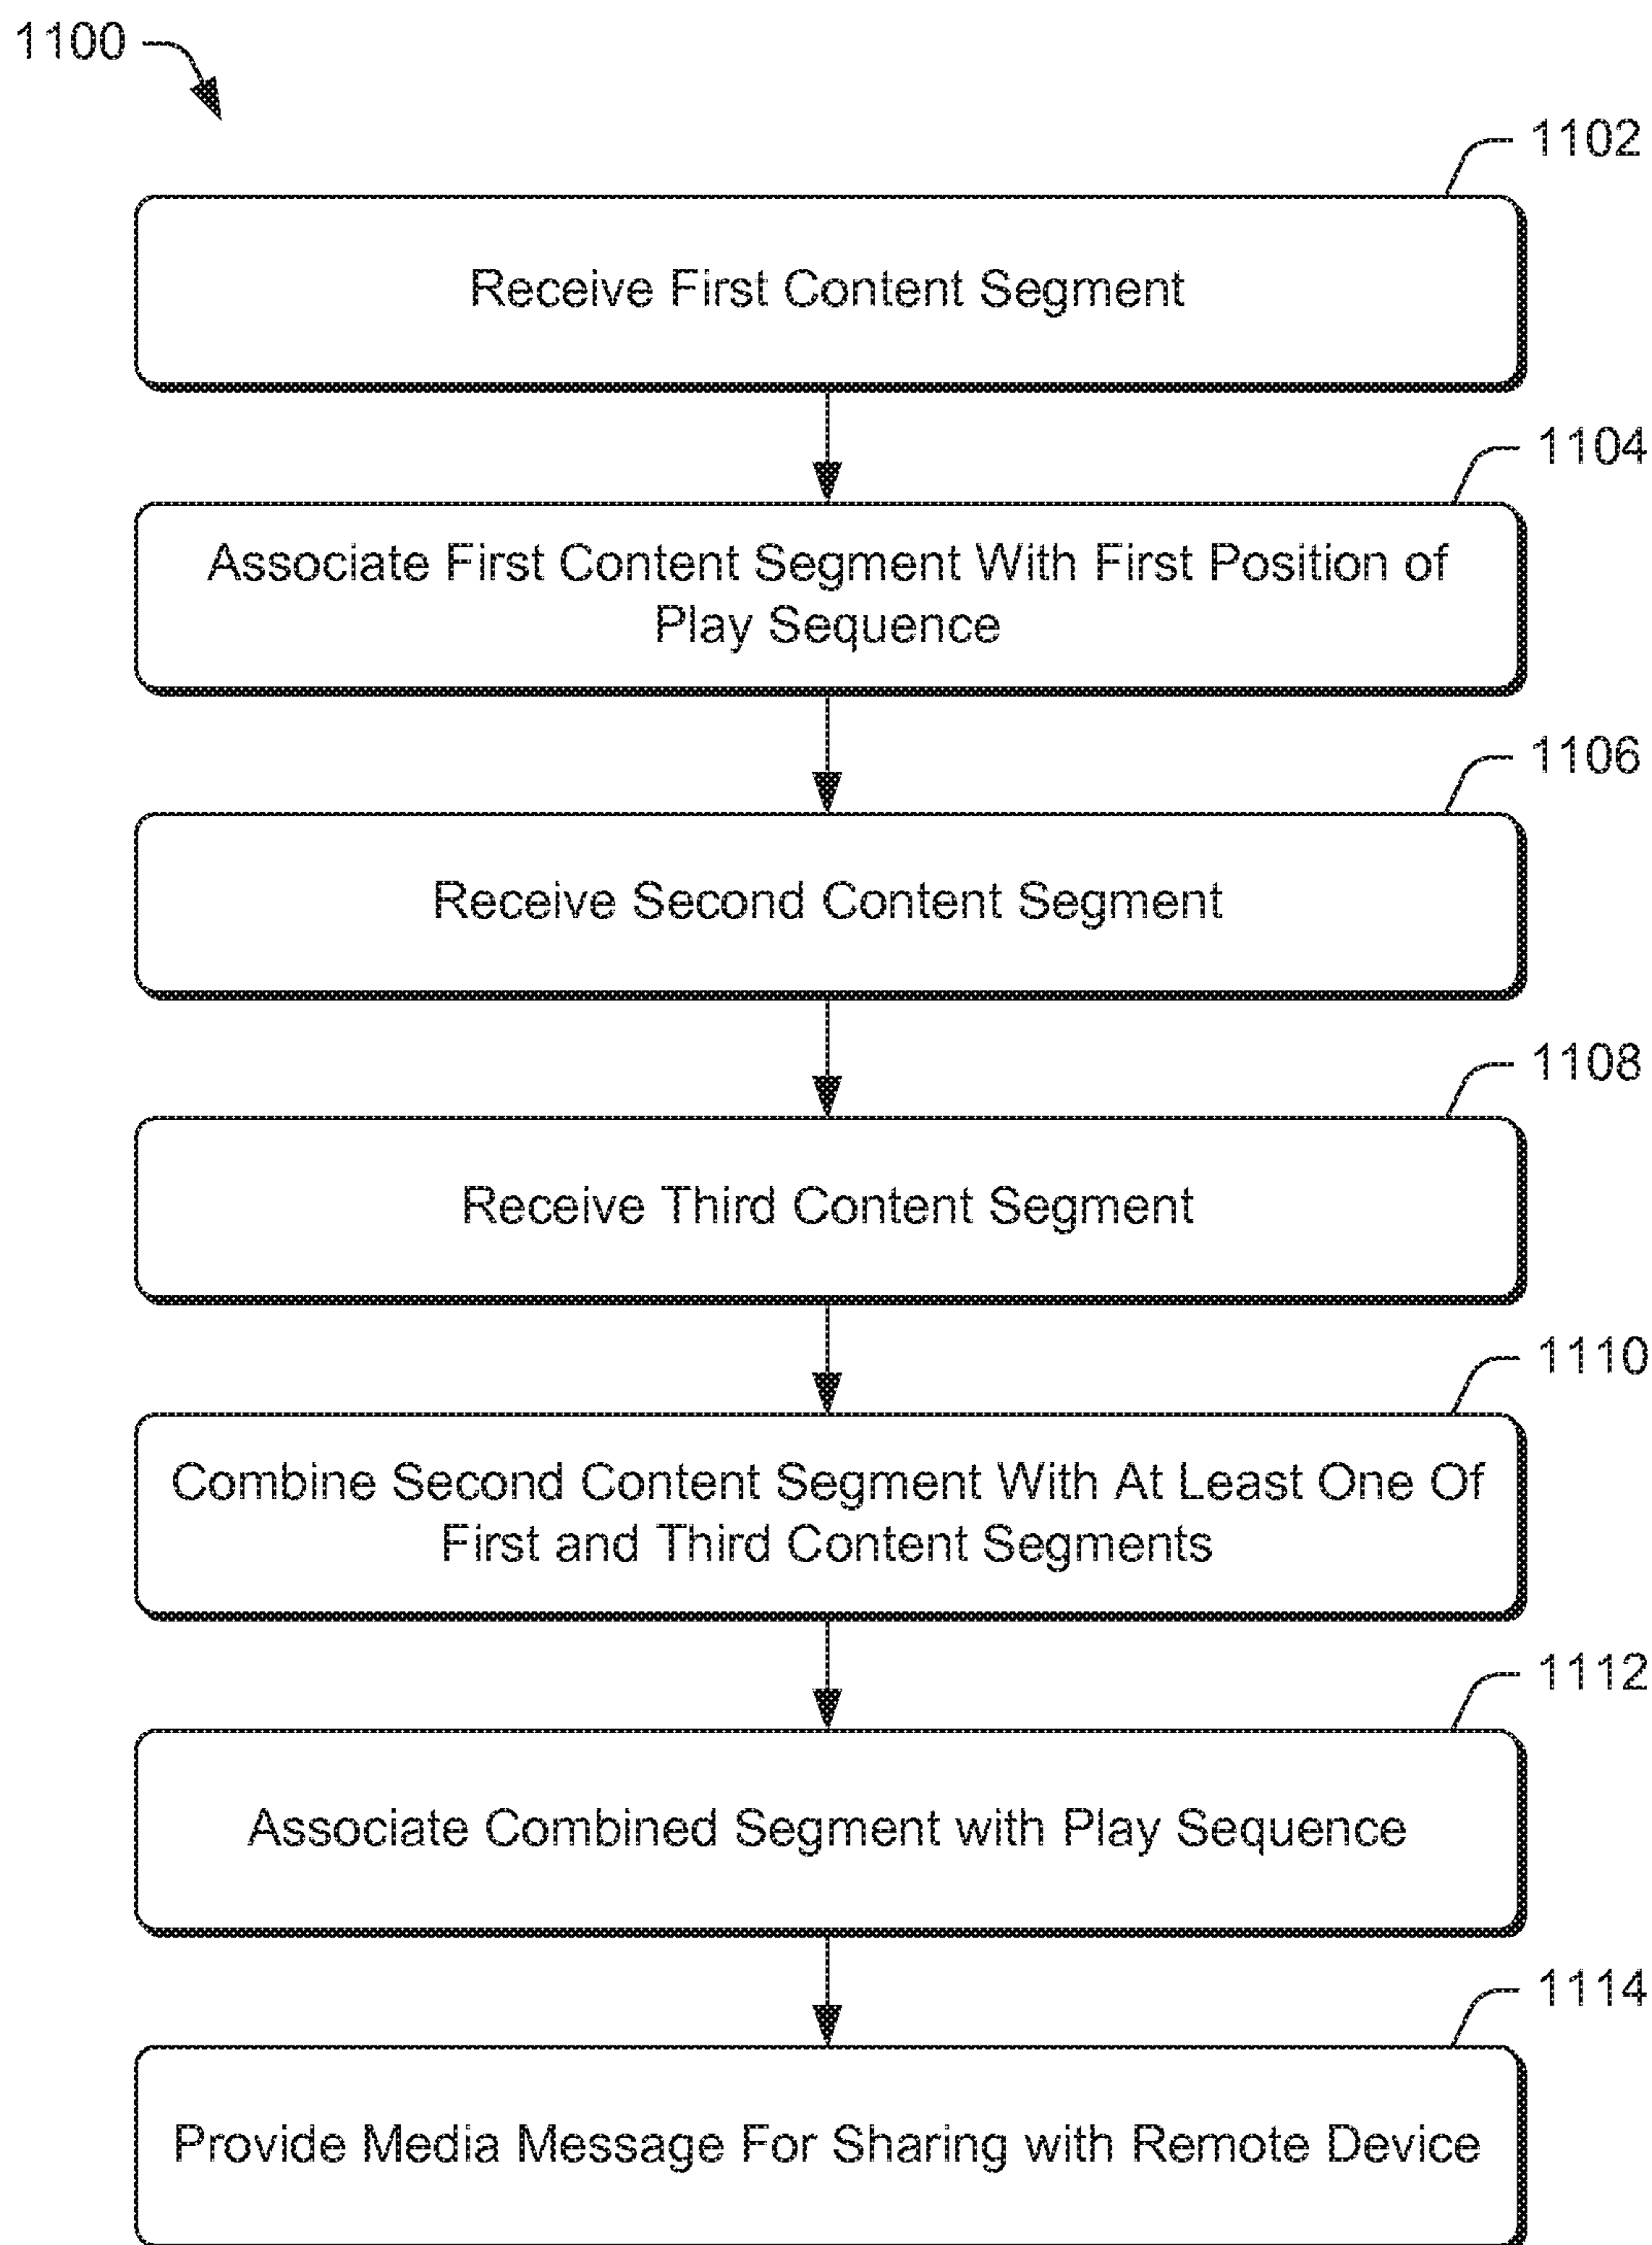 1100
1102
Receive First Content Segment
1104
Associate First Content Segment With First Position of
Play Sequence
1106
Receive Second Content Segment
1108
Receive Third Content Segment
1110
Combine Second Content Segment With At Least One Of
First and Third Content Segments
1112
Associate Combined Segment with Play Sequence
1114
Provide Media Message For Sharing with Remote Device